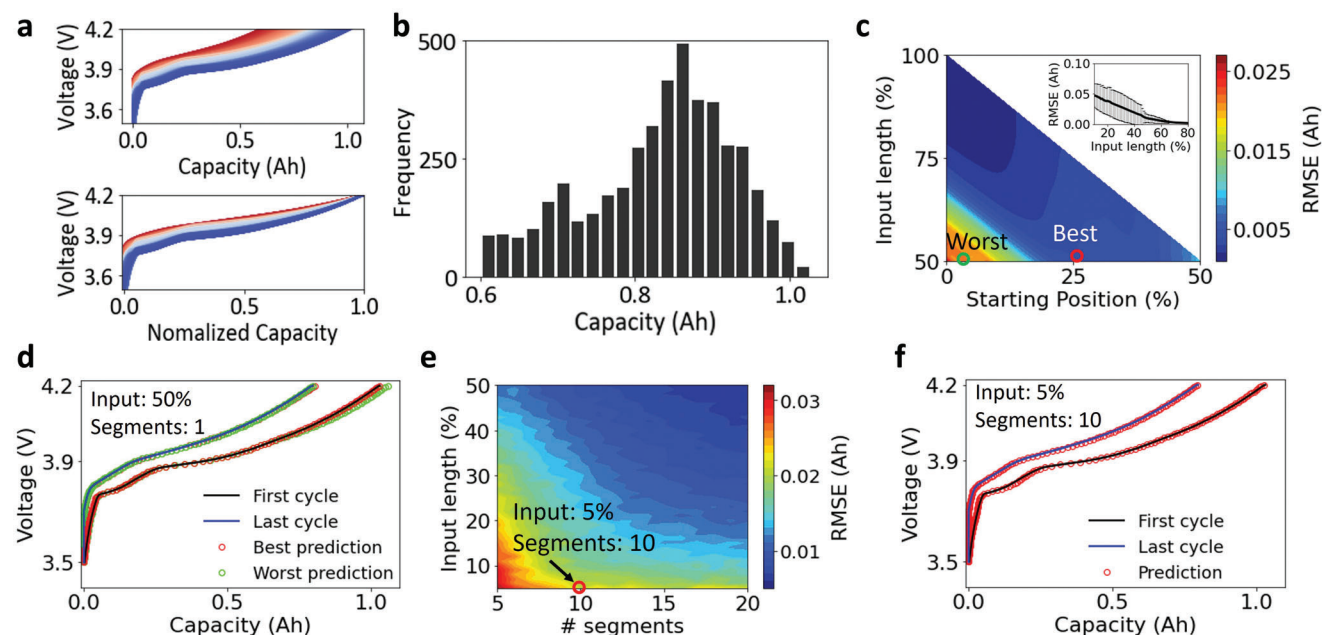 a
4.2
3.9
3.6
Voltage (V)
0.0 0.5 1.0
Capacity (Ah)
4.2
3.9
3.6
Voltage (V)
0.0 0.5 1.0
Nomalized Capacity
b
500
250
0
Frequency
0.6 0.8 1.0
Capacity (Ah)
c
100
75
50
Input length (%)
0 25 50
Starting Position (%)
Worst
Best
0.10
0.05
0.00
RMSE (Ah)
20 40 60 80
Input length (%)
0.025
0.015
0.005
0.001
RMSE (Ah)
d
4.2
3.9
3.5
Voltage (V)
Input: 50%
Segments: 1
First cycle
Last cycle
Best prediction
Worst prediction
0.0 0.5 1.0
Capacity (Ah)
e
50
40
30
20
10
Input length (%)
Input: 5%
Segments: 10
5 10 15 20
# segments
0.03
0.02
0.01
RMSE (Ah)
f
4.2
3.9
3.5
Voltage (V)
Input: 5%
Segments: 10
First cycle
Last cycle
Prediction
0.0 0.5 1.0
Capacity (Ah)